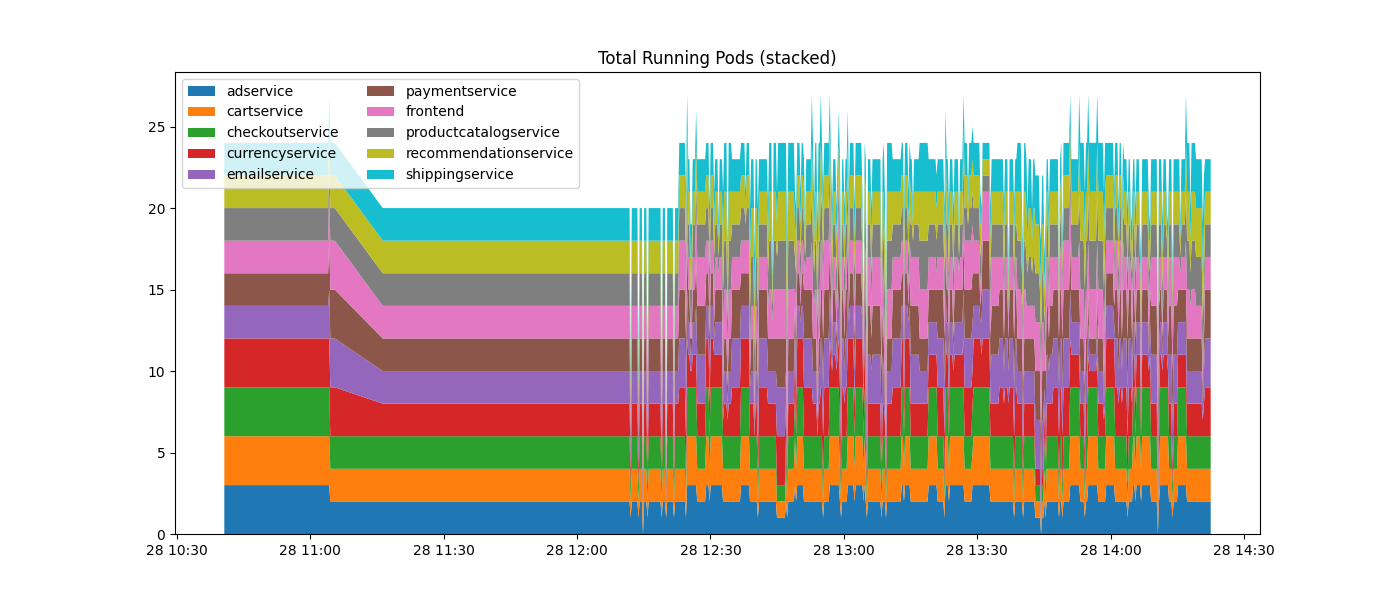 Total Running Pods (stacked)
adservice
cartservice
checkoutservice
currencyservice
emailservice
paymentservice
frontend
productcatalogservice
recommendationservice
shippingservice
25
20
15
10
5
0
28 10:30 28 11:00 28 11:30 28 12:00 28 12:30 28 13:00 28 13:30 28 14:00 28 14:30